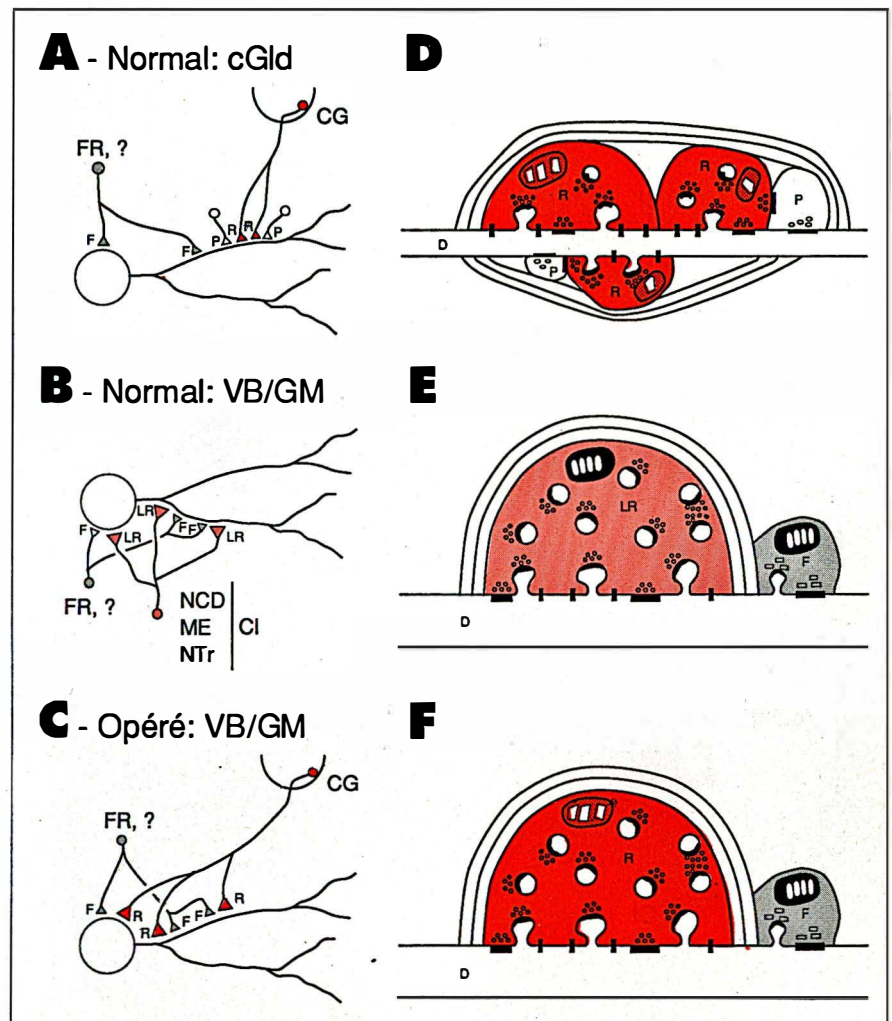 A - Normal: cGld
CG
FR, ?
F
F
P
R
R
P
D
R
R
P
D
P
R
B - Normal: VB/GM
LR
F
LR
F
F
LR
FR, ?
NCD
ME
NTr
CI
E
LR
F
D
C - Opéré: VB/GM
CG
FR, ?
F
R
R
F
F
R
F
R
F
D